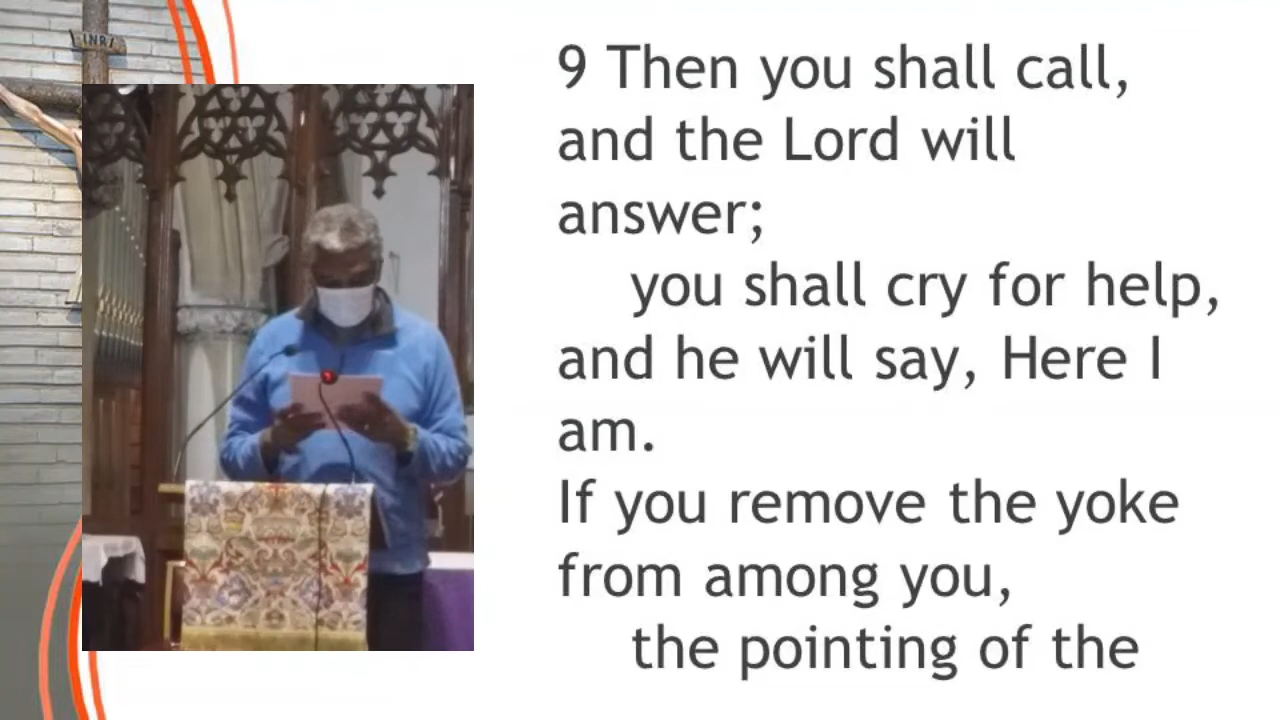 INRI
9 Then you shall call,
and the Lord will
answer;
you shall cry for help,
and he will say, Here I
am.
If you remove the yoke
from among you,
the pointing of the